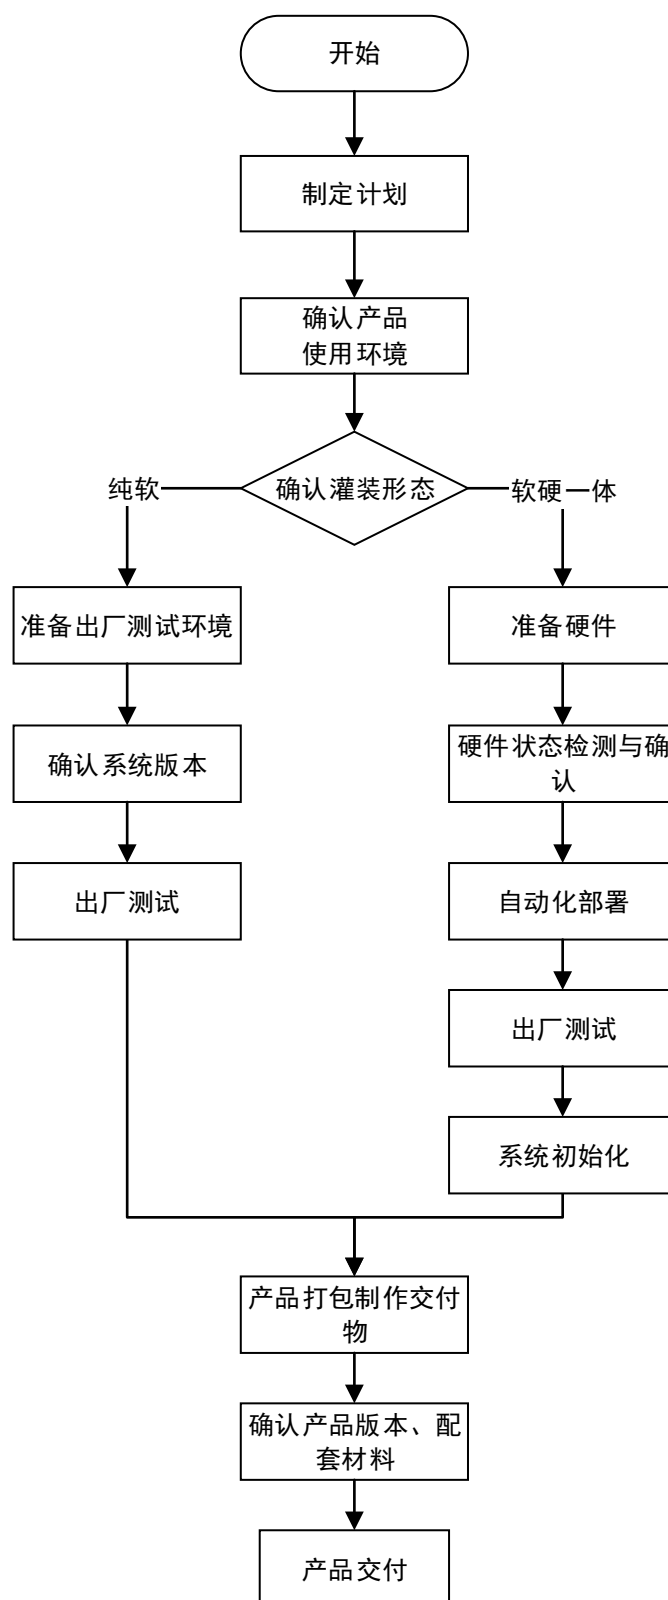 开始
制定计划
确认产品
使用环境
确认灌装形态
纯软
软硬一体
准备出厂测试环境
准备硬件
确认系统版本
硬件状态检测与确
认
出厂测试
自动化部署
出厂测试
系统初始化
产品打包制作交付
物
确认产品版本、配
套材料
产品交付